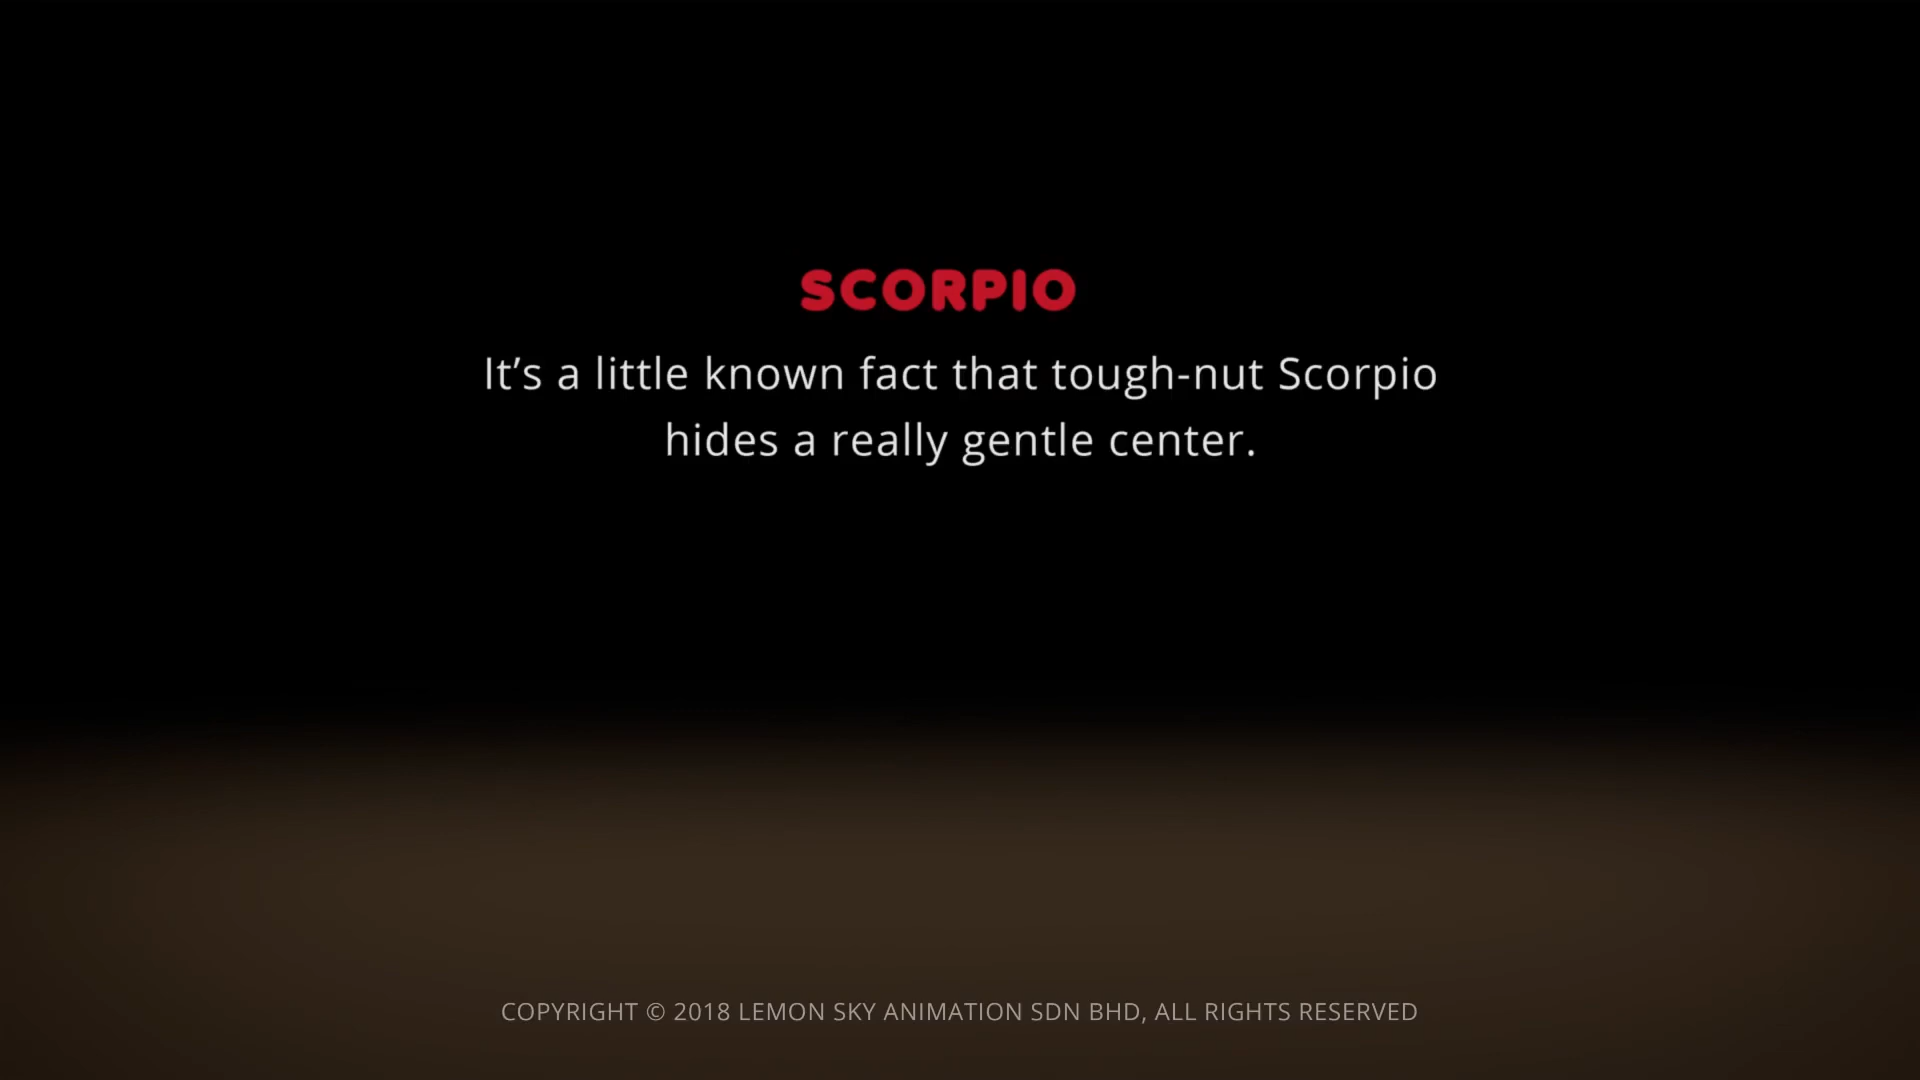 SCORPIO
It’s a little known fact that tough-nut Scorpio
hides a really gentle center.
COPYRIGHT © 2018 LEMON SKY ANIMATION SDN BHD, ALL RIGHTS RESERVED